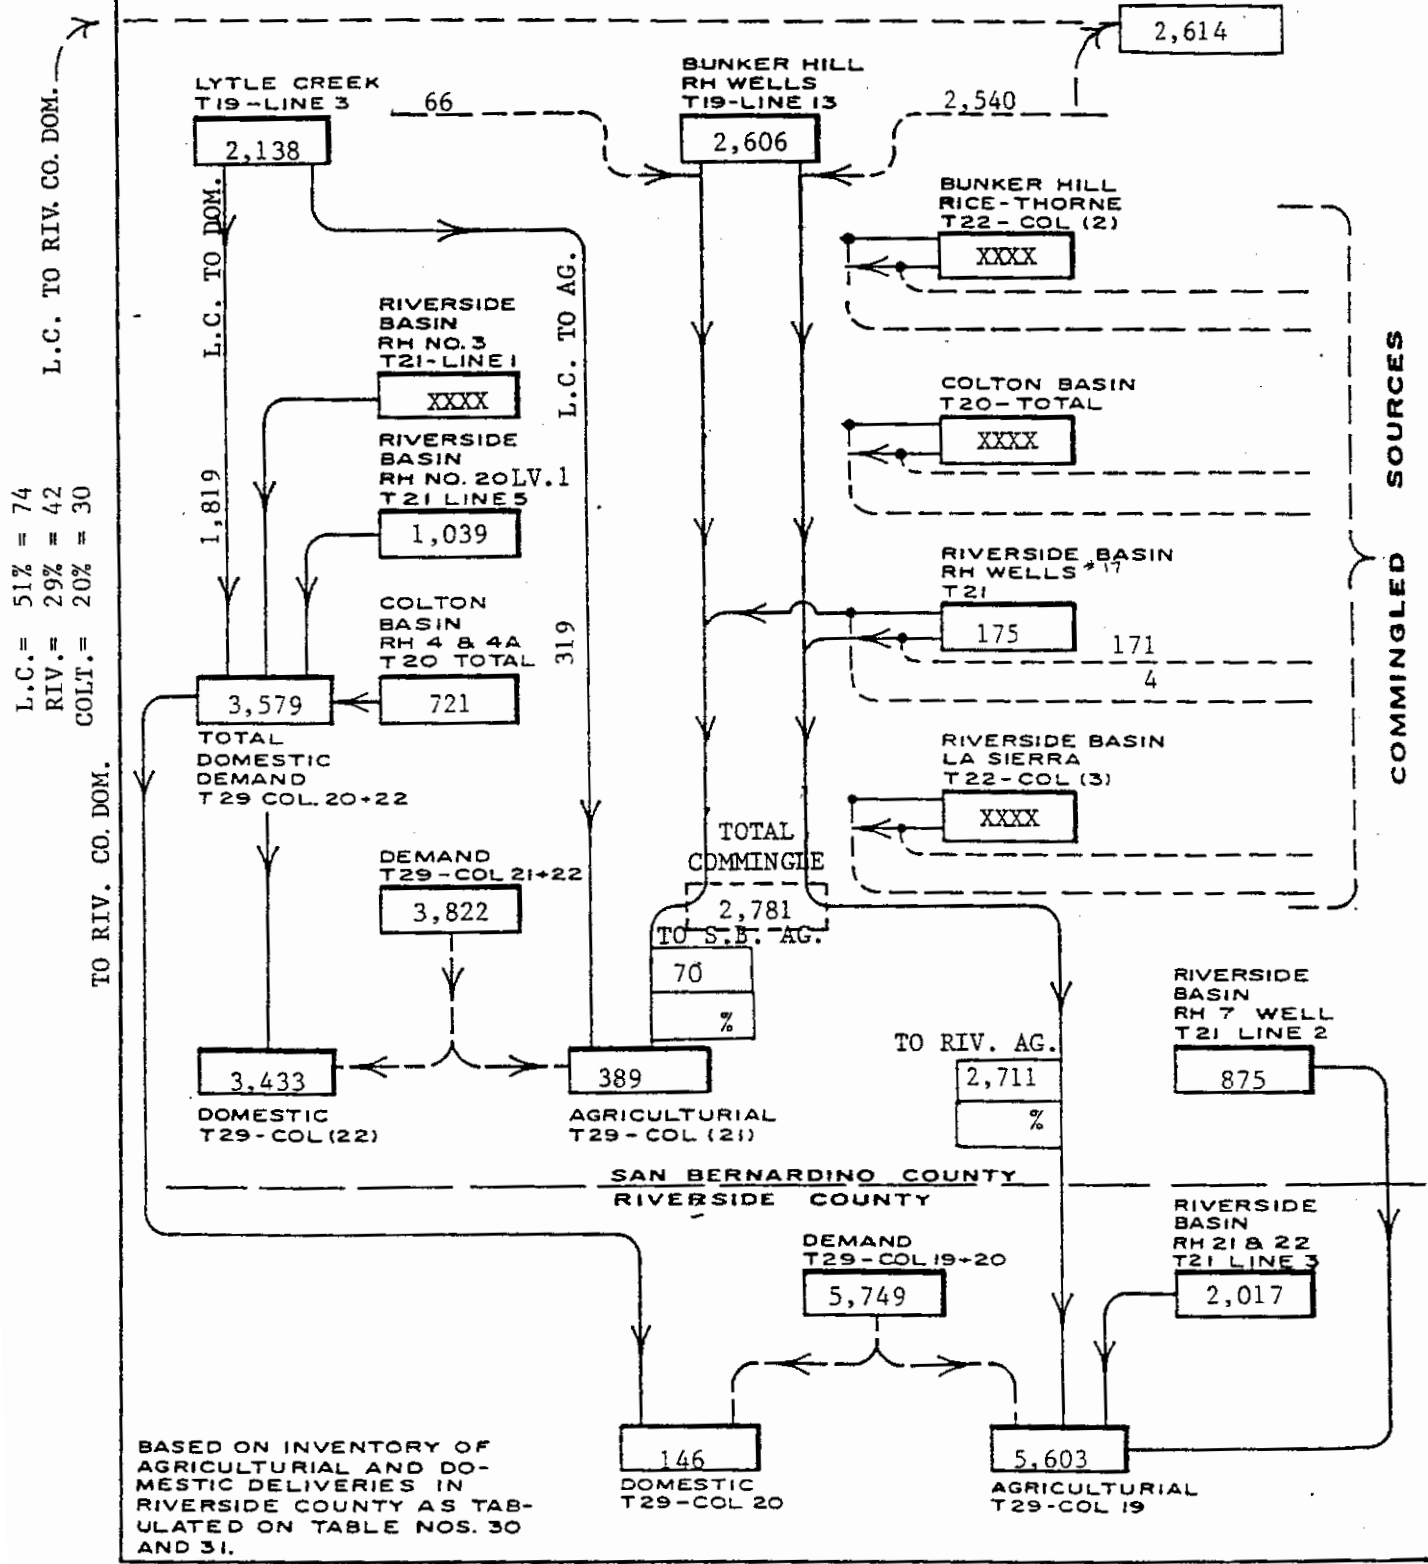 2,614
LYTLE CREEK
T19-LINE 3
2,138
66
BUNKER HILL
RH WELLS
T19-LINE 13
2,606
2,540
L.C. TO RIV. CO. DOM.
L.C. TO DOM.
1,819
L.C. TO AG.
319
BUNKER HILL
RICE-THORNE
T22-COL (2)
XXXX
RIVERSIDE
BASIN
RH NO. 3
T21-LINE 1
XXXX
COLTON BASIN
T20-TOTAL
XXXX
RIVERSIDE
BASIN
RH NO. 20 LV.1
T21 LINE 5
1,039
RIVERSIDE BASIN
RH WELLS #17
T21
175
171
4
COMMINGLED SOURCES
L.C.= 51% = 74
RIV.= 29% = 42
COLT.= 20% = 30
COLTON
BASIN
RH 4 & 4A
T20 TOTAL
721
3,579
TOTAL
DOMESTIC
DEMAND
T29 COL. 20+22
RIVERSIDE BASIN
LA SIERRA
T22-COL (3)
XXXX
TO RIV. CO. DOM.
DEMAND
T29-COL 21+22
3,822
TOTAL
COMMINGLE
2,781
TO S.B. AG.
70
%
3,433
DOMESTIC
T29-COL (22)
389
AGRICULTURIAL
T29-COL (21)
TO RIV. AG.
2,711
%
RIVERSIDE
BASIN
RH 7 WELL
T21 LINE 2
875
SAN BERNARDINO COUNTY
RIVERSIDE COUNTY
DEMAND
T29-COL 19+20
5,749
RIVERSIDE
BASIN
RH 21 & 22
T21 LINE 3
2,017
146
DOMESTIC
T29-COL 20
5,603
AGRICULTURIAL
T29-COL 19
BASED ON INVENTORY OF
AGRICULTURIAL AND DO-
MESTIC DELIVERIES IN
RIVERSIDE COUNTY AS TAB-
ULATED ON TABLE NOS. 30
AND 31.